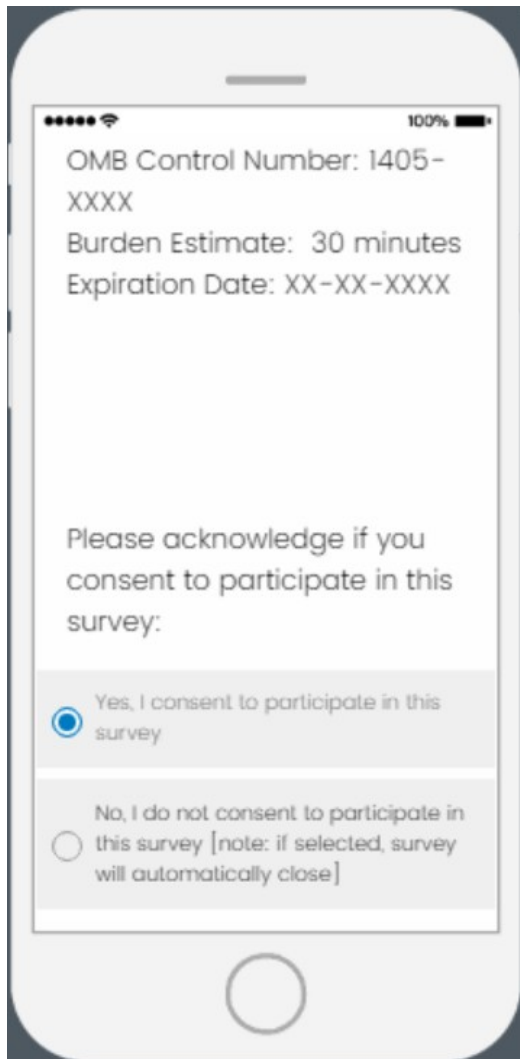 100%
OMB Control Number: 1405-
XXXX
Burden Estimate:  30 minutes
Expiration Date: XX-XX-XXXX
Please acknowledge if you
consent to participate in this
survey:
Yes, I consent to participate in this
survey
No, I do not consent to participate in
this survey [note: if selected, survey
will automatically close]